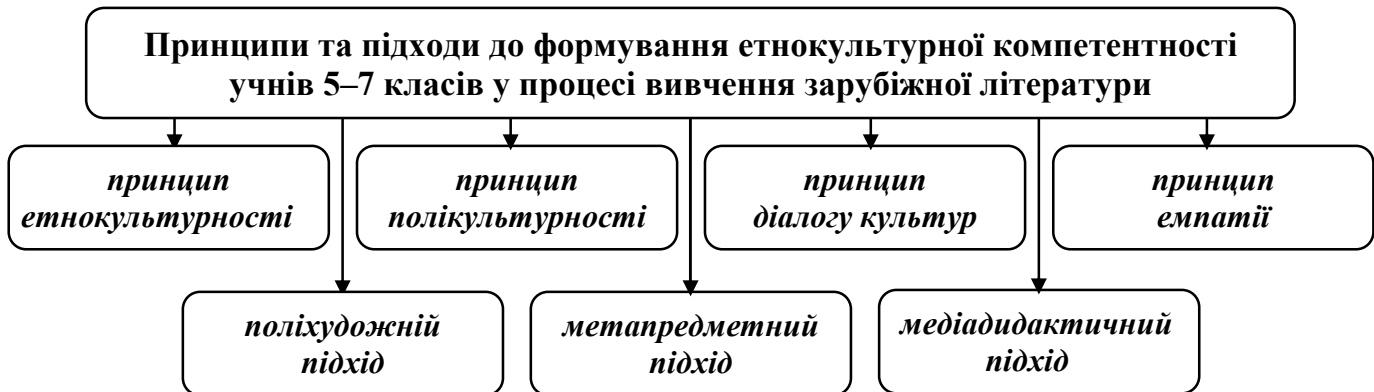 Принципи та підходи до формування етнокультурної компетентності
учнів 5–7 класів у процесі вивчення зарубіжної літератури
принцип
етнокультурності
принцип
полікультурності
принцип
діалогу культур
принцип
емпатії
поліхудожній
підхід
метапредметний
підхід
медіадидактичний
підхід